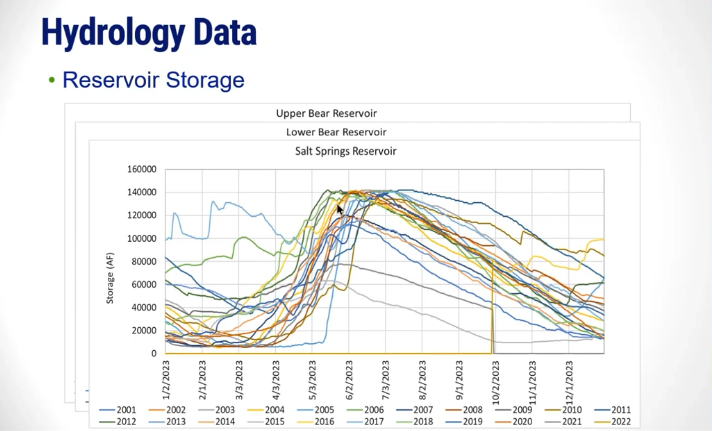 Hydrology Data
• Reservoir Storage
Upper Bear Reservoir
Lower Bear Reservoir
Salt Springs Reservoir
160000
140000
120000
100000
80000
60000
40000
20000
0
Storage (AF)
1/2/2023 2/1/2023 3/3/2023 4/3/2023 5/3/2023 6/2/2023 7/3/2023 8/2/2023 9/1/2023 10/2/2023 11/1/2023 12/1/2023
2001 2002 2003 2004 2005 2006 2007 2008 2009 2010 2011
2012 2013 2014 2015 2016 2017 2018 2019 2020 2021 2022